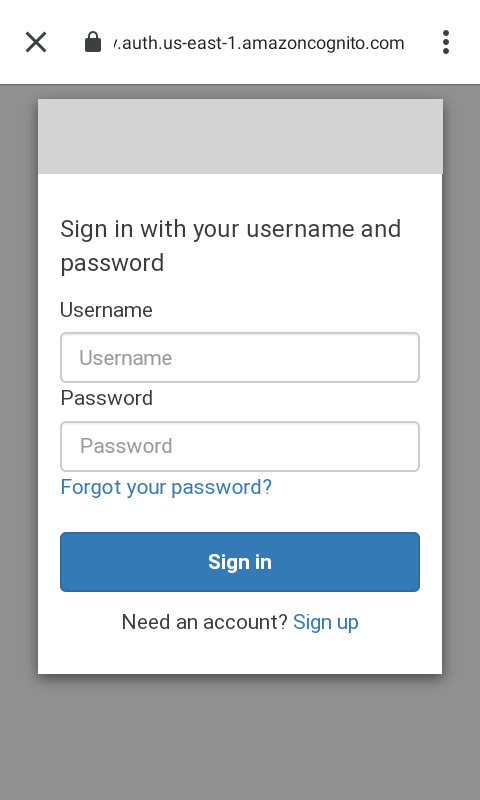 .auth.us-east-1.amazoncognito.com
Sign in with your username and
password
Username
Username
Password
Password
Forgot your password?
Sign in
Need an account? Sign up